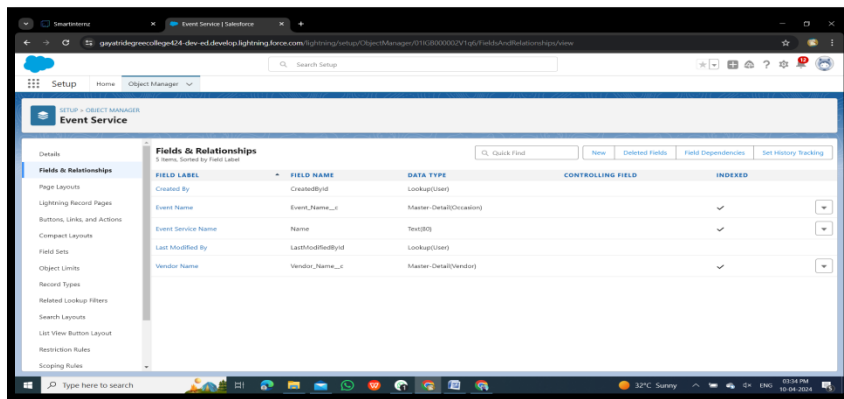 Smartinternz
Event Service | Salesforce
gayatridegreecollege424-dev-ed.develop.lightning.force.com/lightning/setup/ObjectManager/01IGB000002V1q6/FieldsAndRelationships/view
Search Setup
12
Setup Home Object Manager
SETUP > OBJECT MANAGER
Event Service
Details
Fields & Relationships
Page Layouts
Lightning Record Pages
Buttons, Links, and Actions
Compact Layouts
Field Sets
Object Limits
Record Types
Related Lookup Filters
Search Layouts
List View Button Layout
Restriction Rules
Scoping Rules
Fields & Relationships
5 Items, Sorted by Field Label
Quick Find New Deleted Fields Field Dependencies Set History Tracking
FIELD LABEL FIELD NAME DATA TYPE CONTROLLING FIELD INDEXED
Created By CreatedById Lookup(User)
Event Name Event_Name__c Master-Detail(Occasion)
Event Service Name Name Text(80)
Last Modified By LastModifiedById Lookup(User)
Vendor Name Vendor_Name__c Master-Detail(Vendor)
Type here to search
32°C Sunny ENG 03:34 PM
10-04-2024